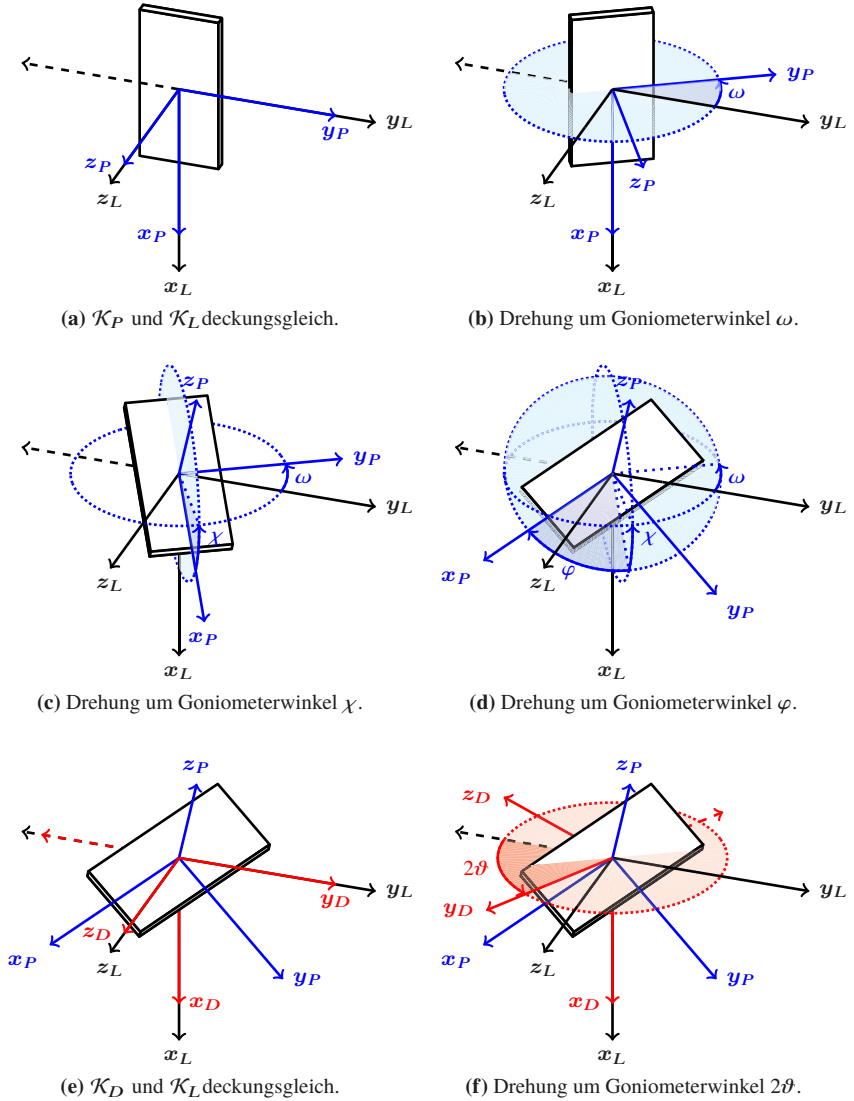 y_L
y_P
z_P
z_L
x_P
x_L
(a) 𝒦_P und 𝒦_L deckungsgleich.
y_P
ω
y_L
z_P
z_L
x_P
x_L
(b) Drehung um Goniometerwinkel ω.
z_P
y_P
ω
y_L
χ
z_L
x_P
x_L
(c) Drehung um Goniometerwinkel χ.
z_P
ω
y_L
χ
x_P
φ
z_L
y_P
x_L
(d) Drehung um Goniometerwinkel φ.
z_P
y_L
y_D
z_D
x_P
z_L
y_P
x_D
x_L
(e) 𝒦_D und 𝒦_L deckungsgleich.
z_P
z_D
2ϑ
y_L
y_D
x_P
z_L
y_P
x_D
x_L
(f) Drehung um Goniometerwinkel 2ϑ.